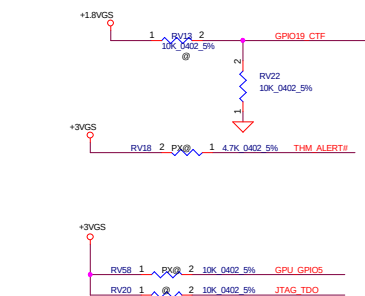 +1.8VGS
1 RV13 2 GPIO19_CTF
10K_0402_5%
@
2
RV22
10K_0402_5%
1
+3VGS
RV18 2 PX@ 1 4.7K_0402_5% THM_ALERT#
+3VGS
RV58 1 PX@ 2 10K_0402_5% GPU_GPIO5
RV20 1 @ 2 10K_0402_5% JTAG_TDO